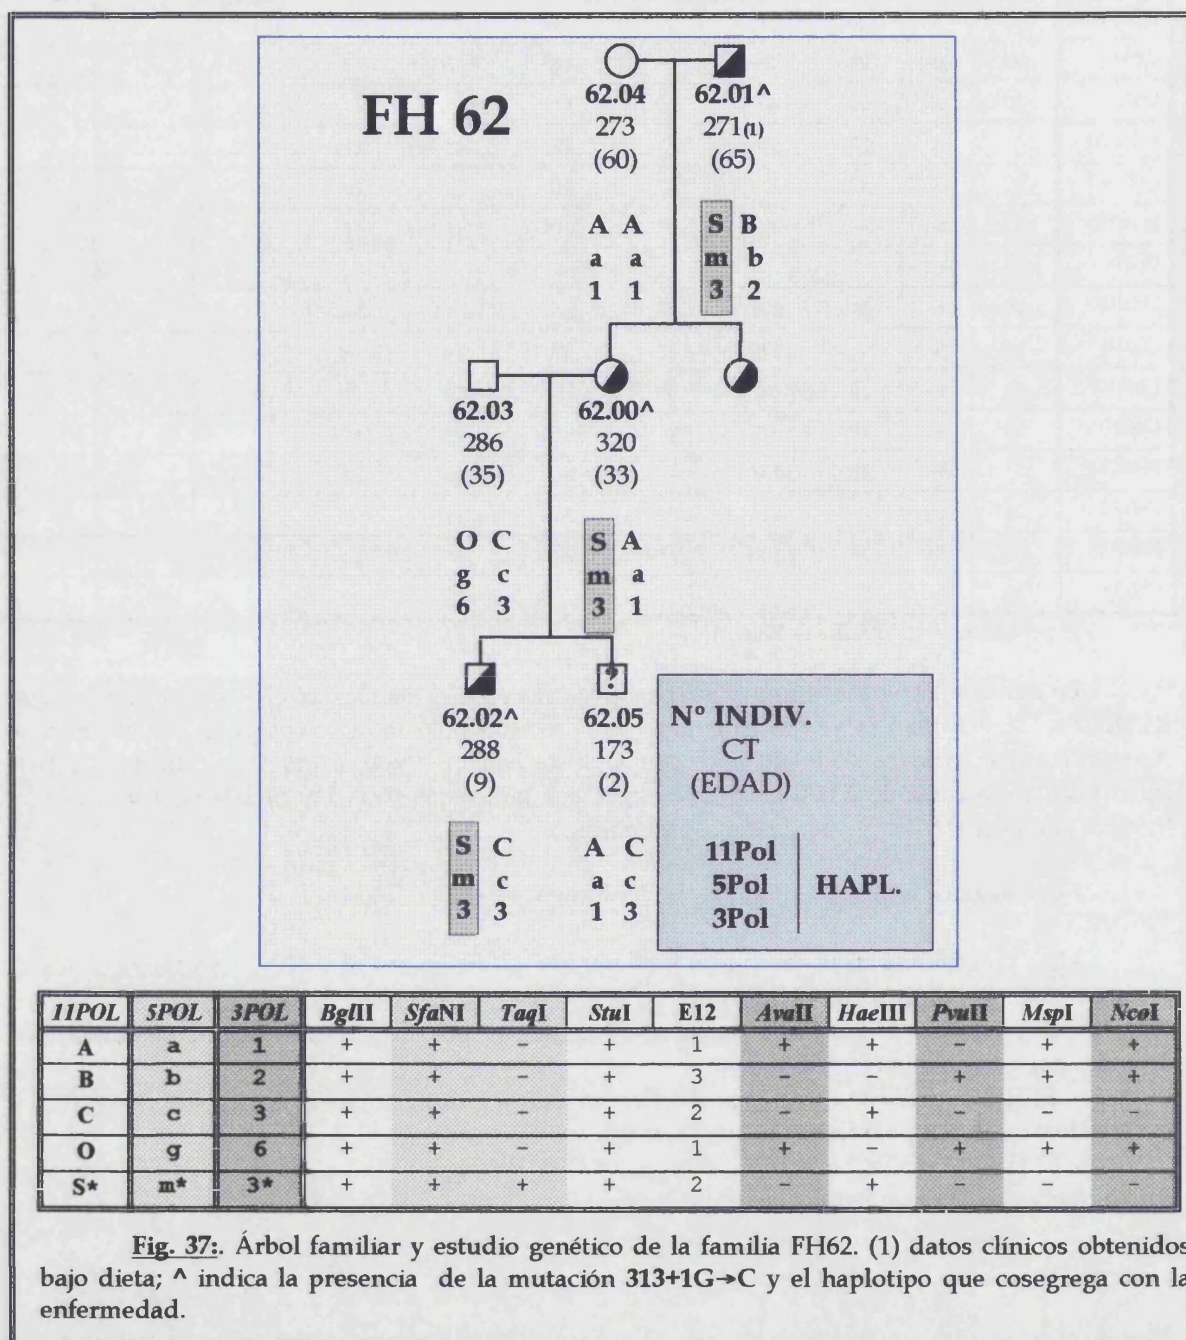 FH 62
62.04 62.01^
273 271(1)
(60) (65)
A A S B
a a m b
1 1 3 2
62.03 62.00^
286 320
(35) (33)
O C S A
g c m a
6 3 3 1
?
62.02^ 62.05
288 173
(9) (2)
S C A C
m c a c
3 3 1 3
Nº INDIV.
CT
(EDAD)
11Pol
5Pol HAPL.
3Pol
11POL 5POL 3POL BglII SfaNI TaqI StuI E12 AvaII HaeIII PvuII MspI NcoI
A a 1 + + - + 1 + + - + +
B b 2 + + - + 3 - - + + +
C c 3 + + - + 2 - + - - -
O g 6 + + - + 1 + - + + +
S* m* 3* + + + + 2 - + - - -
Fig. 37:. Árbol familiar y estudio genético de la familia FH62. (1) datos clínicos obtenidos
bajo dieta; ^ indica la presencia de la mutación 313+1G→C y el haplotipo que cosegrega con la
enfermedad.